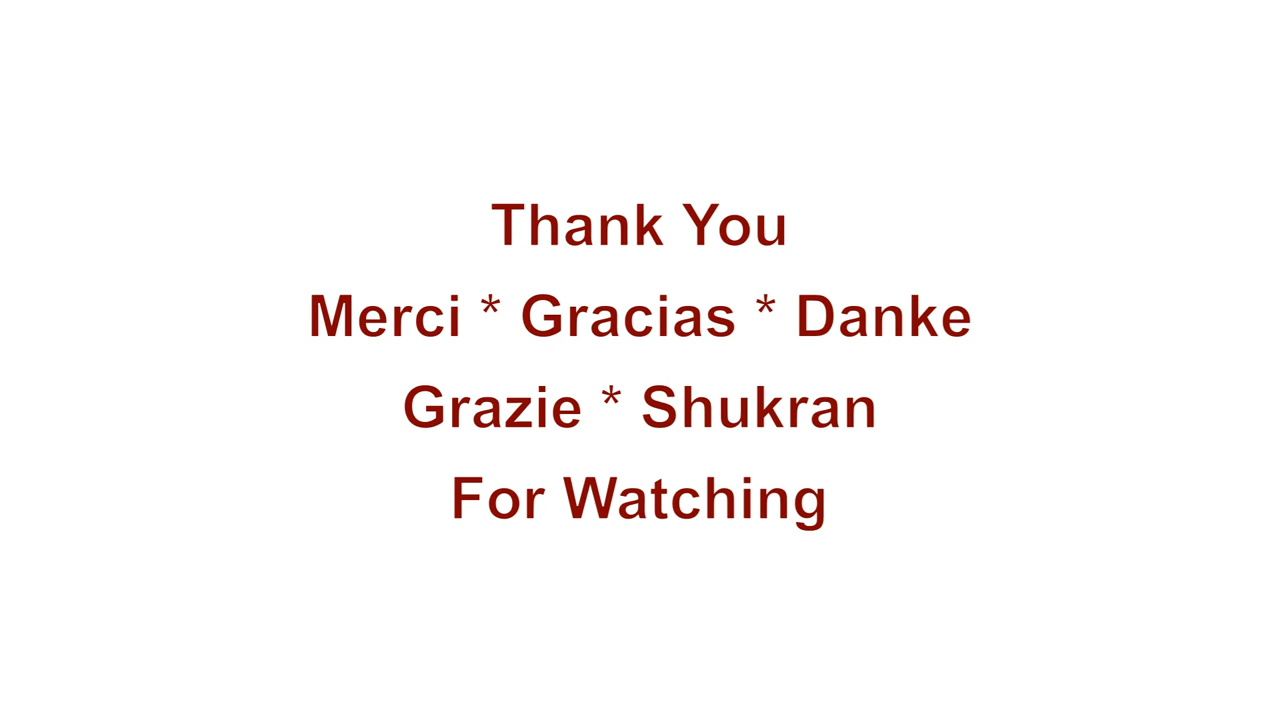 Thank You
Merci * Gracias * Danke
Grazie * Shukran
For Watching